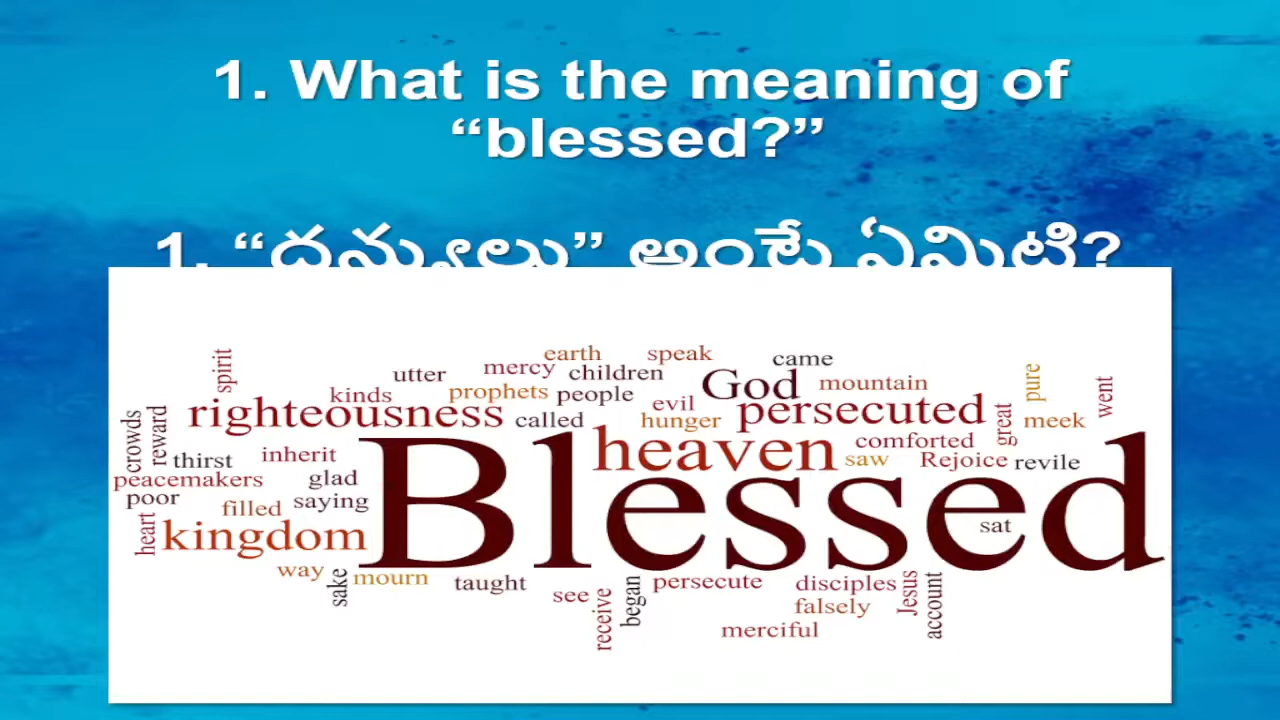 1. What is the meaning of
“blessed?”
1. “ధన్యులు” అంటే ఏమిటి?
spirit
earth
speak
came
utter
mercy
children
God
mountain
pure
went
kinds
prophets
people
evil
persecuted
great
meek
crowds
reward
righteousness
called
hunger
heaven
comforted
thirst
inherit
saw
Rejoice
revile
peacemakers
glad
poor
filled
saying
Blessed
sat
heart
kingdom
way
sake
mourn
taught
see
receive
began
persecute
disciples
falsely
Jesus
account
merciful